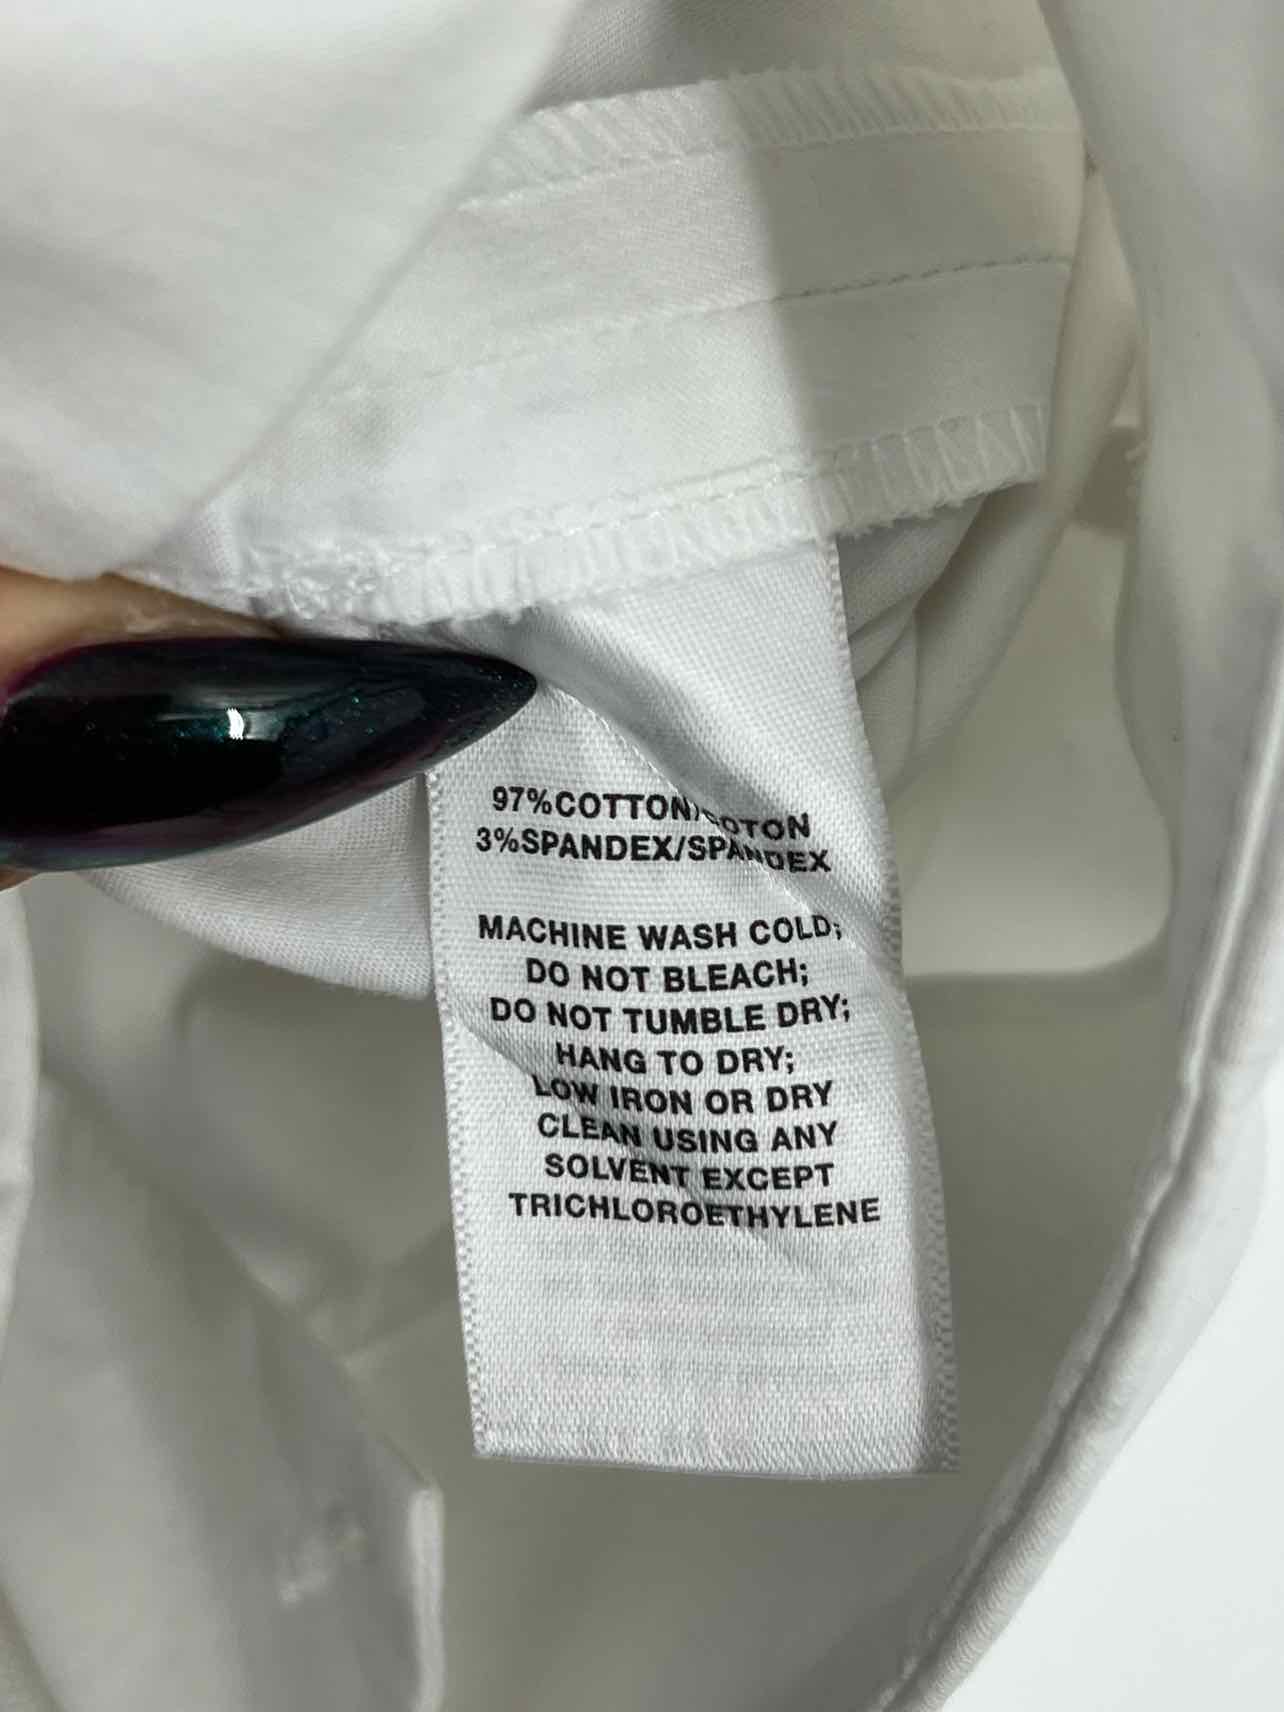 97%COTTON/COTON
3%SPANDEX/SPANDEX
MACHINE WASH COLD;
DO NOT BLEACH;
DO NOT TUMBLE DRY;
HANG TO DRY;
LOW IRON OR DRY
CLEAN USING ANY
SOLVENT EXCEPT
TRICHLOROETHYLENE